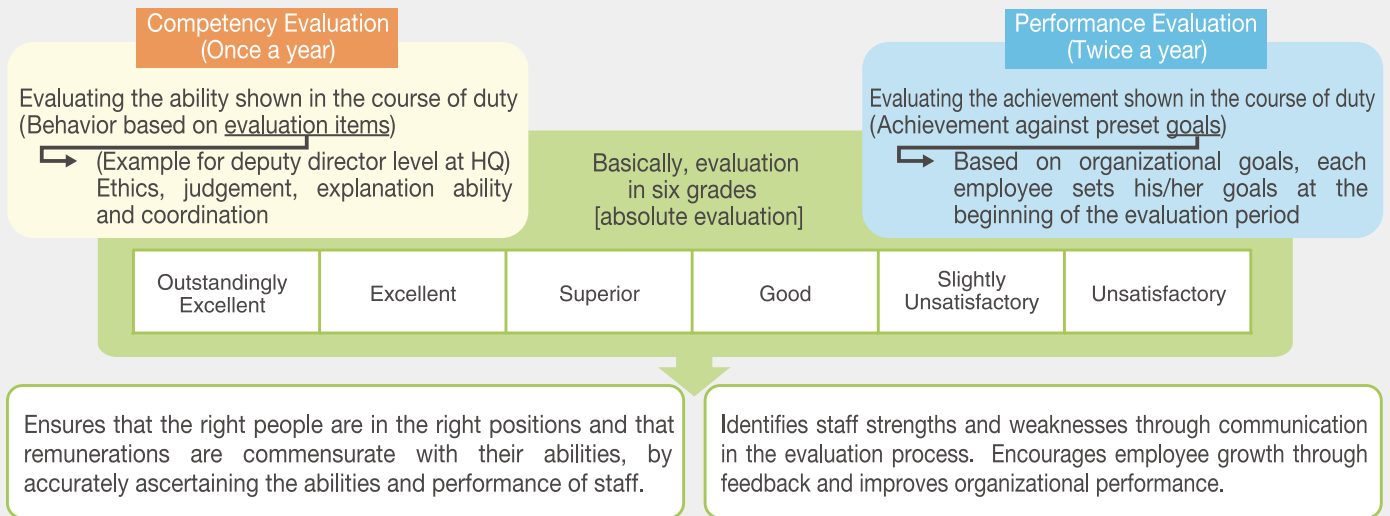 Competency Evaluation
(Once a year)
Evaluating the ability shown in the course of duty
(Behavior based on evaluation items)
(Example for deputy director level at HQ)
Ethics, judgement, explanation ability
and coordination
Performance Evaluation
(Twice a year)
Evaluating the achievement shown in the course of duty
(Achievement against preset goals)
Based on organizational goals, each
employee sets his/her goals at the
beginning of the evaluation period
Basically, evaluation
in six grades
[absolute evaluation]
Outstandingly
Excellent
Excellent
Superior
Good
Slightly
Unsatisfactory
Unsatisfactory
Ensures that the right people are in the right positions and that
remunerations are commensurate with their abilities, by
accurately ascertaining the abilities and performance of staff.
Identifies staff strengths and weaknesses through communication
in the evaluation process. Encourages employee growth through
feedback and improves organizational performance.